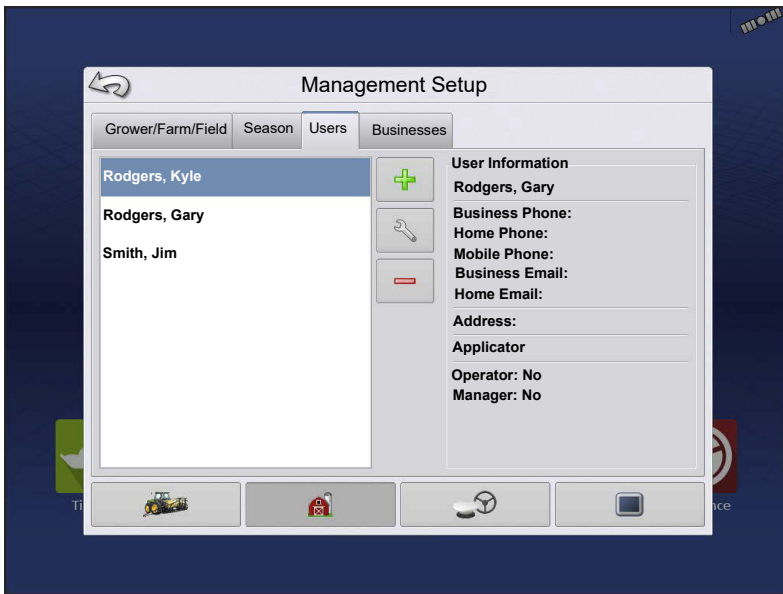 Management Setup
Grower/Farm/Field Season Users Businesses
Rodgers, Kyle
Rodgers, Gary
Smith, Jim
User Information
Rodgers, Gary
Business Phone:
Home Phone:
Mobile Phone:
Business Email:
Home Email:
Address:
Applicator
Operator: No
Manager: No